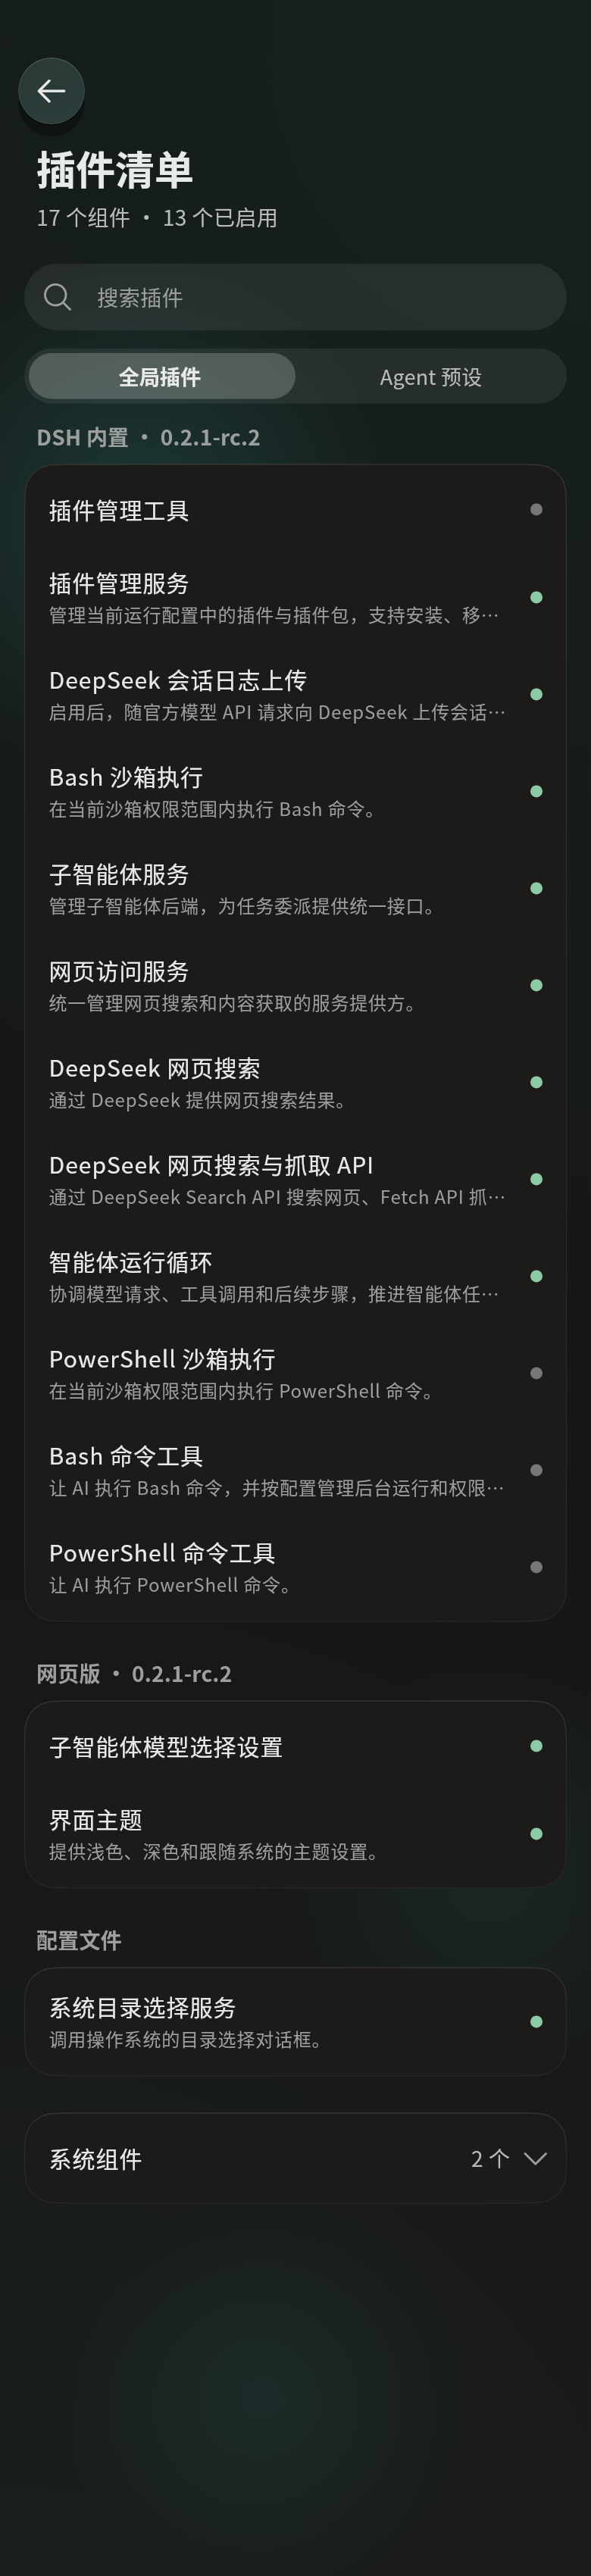 插件清单
17 个组件 • 13 个已启用
搜索插件
全局插件
Agent 预设
DSH 内置 • 0.2.1-rc.2
插件管理工具
插件管理服务
管理当前运行配置中的插件与插件包，支持安装、移…
DeepSeek 会话日志上传
启用后，随官方模型 API 请求向 DeepSeek 上传会话…
Bash 沙箱执行
在当前沙箱权限范围内执行 Bash 命令。
子智能体服务
管理子智能体后端，为任务委派提供统一接口。
网页访问服务
统一管理网页搜索和内容获取的服务提供方。
DeepSeek 网页搜索
通过 DeepSeek 提供网页搜索结果。
DeepSeek 网页搜索与抓取 API
通过 DeepSeek Search API 搜索网页、Fetch API 抓…
智能体运行循环
协调模型请求、工具调用和后续步骤，推进智能体任…
PowerShell 沙箱执行
在当前沙箱权限范围内执行 PowerShell 命令。
Bash 命令工具
让 AI 执行 Bash 命令，并按配置管理后台运行和权限…
PowerShell 命令工具
让 AI 执行 PowerShell 命令。
网页版 • 0.2.1-rc.2
子智能体模型选择设置
界面主题
提供浅色、深色和跟随系统的主题设置。
配置文件
系统目录选择服务
调用操作系统的目录选择对话框。
系统组件
2 个